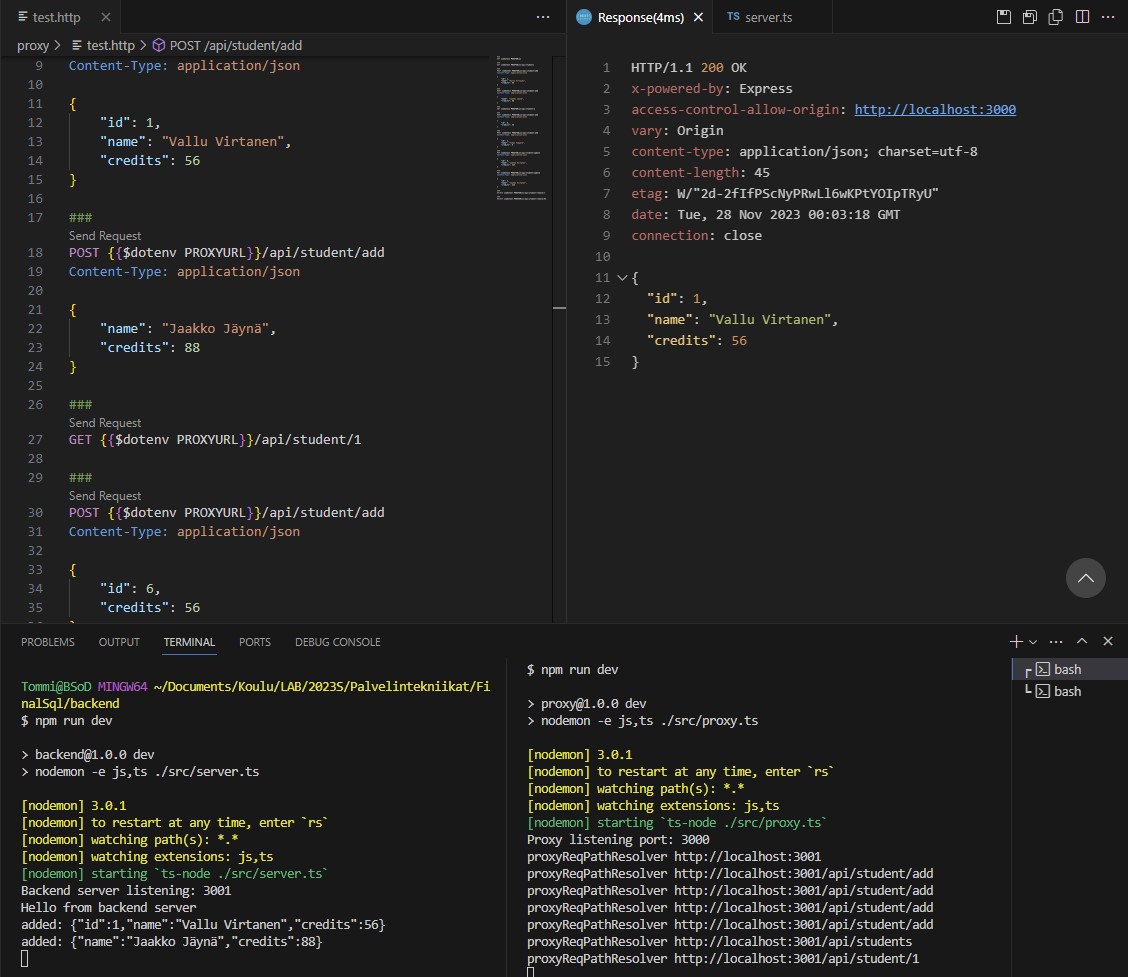 test.http
proxy > test.http > POST /api/student/add
9 Content-Type: application/json
10
11 {
12 "id": 1,
13 "name": "Vallu Virtanen",
14 "credits": 56
15 }
16
17 ###
Send Request
18 POST {{$dotenv PROXYURL}}/api/student/add
19 Content-Type: application/json
20
21 {
22 "name": "Jaakko Jäynä",
23 "credits": 88
24 }
25
26 ###
Send Request
27 GET {{$dotenv PROXYURL}}/api/student/1
28
29 ###
Send Request
30 POST {{$dotenv PROXYURL}}/api/student/add
31 Content-Type: application/json
32
33 {
34 "id": 6,
35 "credits": 56
Response(4ms)
TS server.ts
1 HTTP/1.1 200 OK
2 x-powered-by: Express
3 access-control-allow-origin: http://localhost:3000
4 vary: Origin
5 content-type: application/json; charset=utf-8
6 content-length: 45
7 etag: W/"2d-2fIfPScNyPRwLl6wKPtYOIpTRyU"
8 date: Tue, 28 Nov 2023 00:03:18 GMT
9 connection: close
10
11 {
12 "id": 1,
13 "name": "Vallu Virtanen",
14 "credits": 56
15 }
PROBLEMS OUTPUT TERMINAL PORTS DEBUG CONSOLE
Tommi@BSoD MINGW64 ~/Documents/Koulu/LAB/2023S/Palvelintekniikat/Fi
nalSql/backend
$ npm run dev
> backend@1.0.0 dev
> nodemon -e js,ts ./src/server.ts
[nodemon] 3.0.1
[nodemon] to restart at any time, enter `rs`
[nodemon] watching path(s): *.*
[nodemon] watching extensions: js,ts
[nodemon] starting `ts-node ./src/server.ts`
Backend server listening: 3001
Hello from backend server
added: {"id":1,"name":"Vallu Virtanen","credits":56}
added: {"name":"Jaakko Jäynä","credits":88}
$ npm run dev
> proxy@1.0.0 dev
> nodemon -e js,ts ./src/proxy.ts
[nodemon] 3.0.1
[nodemon] to restart at any time, enter `rs`
[nodemon] watching path(s): *.*
[nodemon] watching extensions: js,ts
[nodemon] starting `ts-node ./src/proxy.ts`
Proxy listening port: 3000
proxyReqPathResolver http://localhost:3001
proxyReqPathResolver http://localhost:3001/api/student/add
proxyReqPathResolver http://localhost:3001/api/student/add
proxyReqPathResolver http://localhost:3001/api/student/add
proxyReqPathResolver http://localhost:3001/api/student/add
proxyReqPathResolver http://localhost:3001/api/students
proxyReqPathResolver http://localhost:3001/api/student/1
bash
bash